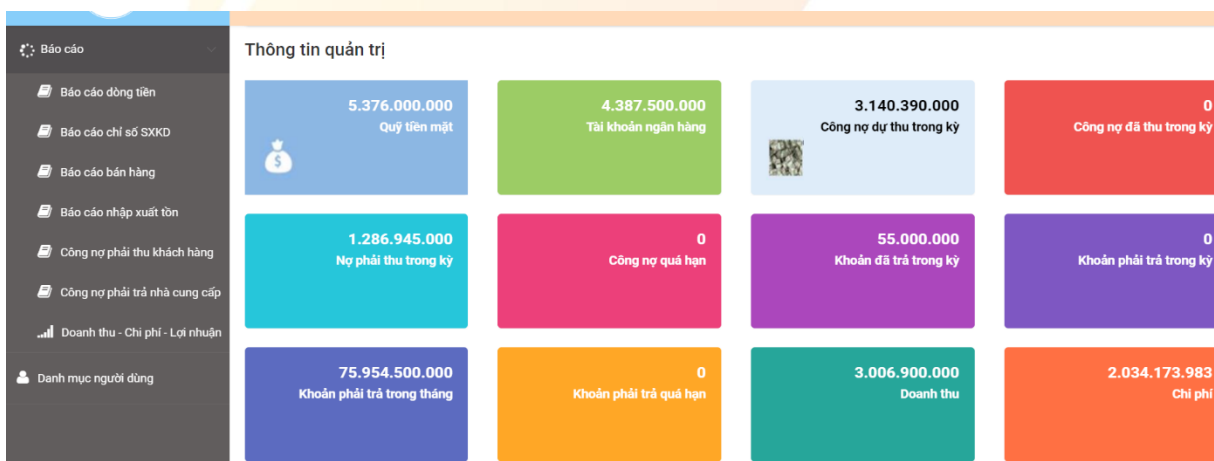 Báo cáo
Báo cáo dòng tiền
Báo cáo chỉ số SXKD
Báo cáo bán hàng
Báo cáo nhập xuất tồn
Công nợ phải thu khách hàng
Công nợ phải trả nhà cung cấp
Doanh thu - Chi phí - Lợi nhuận
Danh mục người dùng
Thông tin quản trị
5.376.000.000
Quỹ tiền mặt
4.387.500.000
Tài khoản ngân hàng
3.140.390.000
Công nợ dự thu trong kỳ
0
Công nợ đã thu trong kỳ
1.286.945.000
Nợ phải thu trong kỳ
0
Công nợ quá hạn
55.000.000
Khoản đã trả trong kỳ
0
Khoản phải trả trong kỳ
75.954.500.000
Khoản phải trả trong tháng
0
Khoản phải trả quá hạn
3.006.900.000
Doanh thu
2.034.173.983
Chi phí